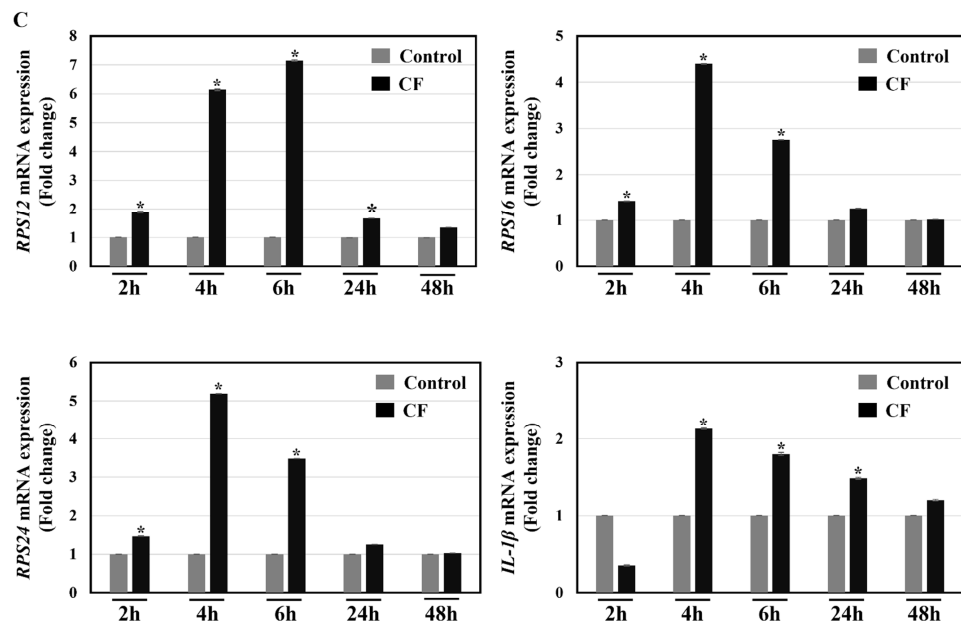 C
RPS12 mRNA expression
(Fold change)
8
7
6
5
4
3
2
1
0
Control
CF
*
*
*
*
2h
4h
6h
24h
48h
RPS16 mRNA expression
(Fold change)
5
4
3
2
1
0
Control
CF
*
*
*
2h
4h
6h
24h
48h
RPS24 mRNA expression
(Fold change)
6
5
4
3
2
1
0
Control
CF
*
*
*
2h
4h
6h
24h
48h
IL-1β mRNA expression
(Fold change)
3
2
1
0
Control
CF
*
*
*
2h
4h
6h
24h
48h